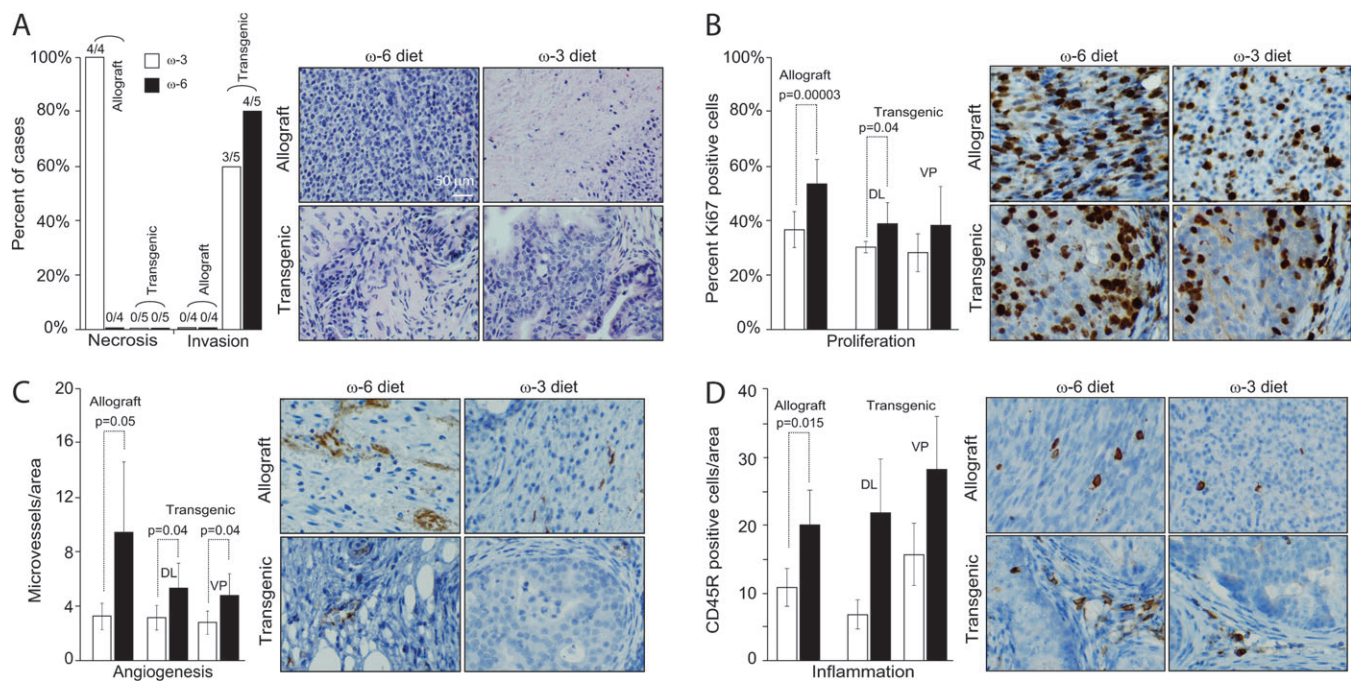 A
Percent of cases
100%
80%
60%
40%
20%
0%
4/4
Allograft
ω-3
ω-6
0/4
0/5 0/5
Transgenic
0/4 0/4
Allograft
3/5
4/5
Transgenic
Necrosis Invasion
ω-6 diet ω-3 diet
Allograft
50 µm
Transgenic
B
Percent Ki67 positive cells
100%
80%
60%
40%
20%
0%
Allograft
p=0.00003
Transgenic
p=0.04
DL
VP
Proliferation
ω-6 diet ω-3 diet
Allograft
Transgenic
C
Microvessels/area
20
16
12
8
4
0
Allograft
p=0.05
Transgenic
p=0.04 p=0.04
DL
VP
Angiogenesis
ω-6 diet ω-3 diet
Allograft
Transgenic
D
CD45R positive cells/area
40
30
20
10
0
Allograft
p=0.015
Transgenic
DL
VP
Inflammation
ω-6 diet ω-3 diet
Allograft
Transgenic